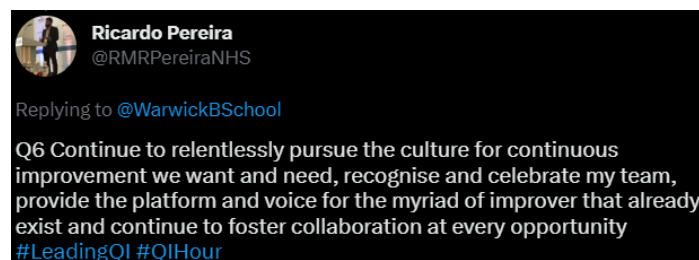 Ricardo Pereira
@RMRPereiraNHS
Replying to @WarwickBSchool
Q6 Continue to relentlessly pursue the culture for continuous
improvement we want and need, recognise and celebrate my team,
provide the platform and voice for the myriad of improver that already
exist and continue to foster collaboration at every opportunity
#LeadingQI #QIHour